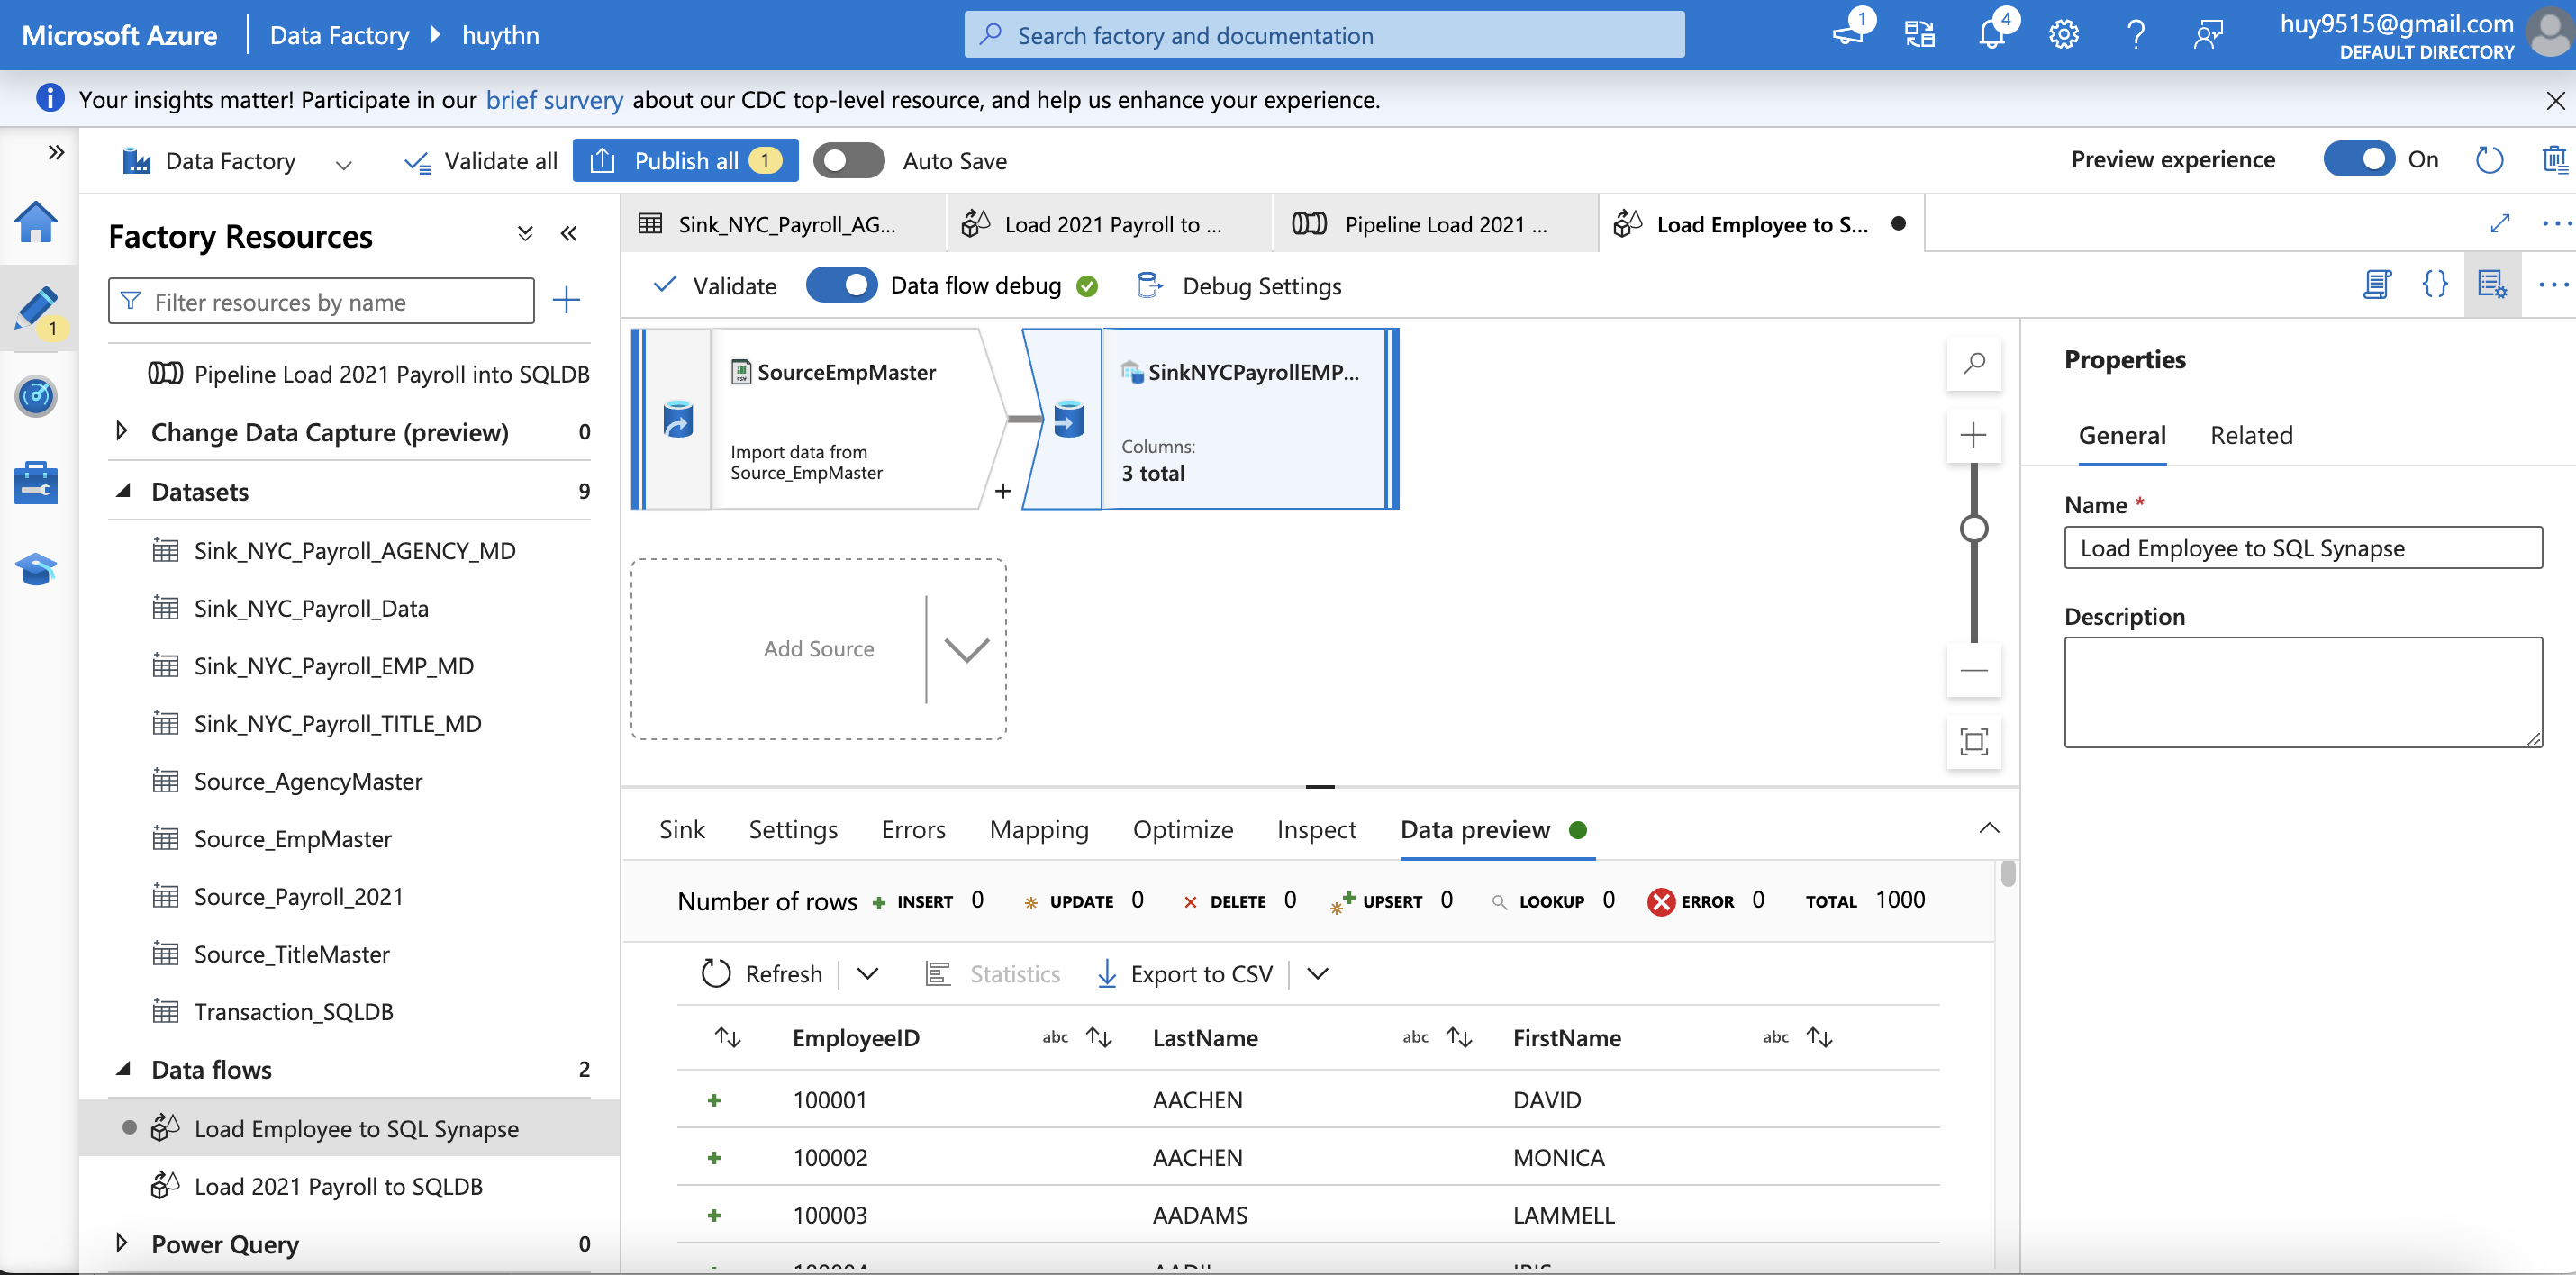 Microsoft Azure
Data Factory
huythn
Search factory and documentation
1
4
huy9515@gmail.com
DEFAULT DIRECTORY
Your insights matter! Participate in our brief survery about our CDC top-level resource, and help us enhance your experience.
Data Factory
Validate all
Publish all 1
Auto Save
Preview experience
On
1
Factory Resources
Filter resources by name
Pipeline Load 2021 Payroll into SQLDB
Change Data Capture (preview) 0
Datasets 9
Sink_NYC_Payroll_AGENCY_MD
Sink_NYC_Payroll_Data
Sink_NYC_Payroll_EMP_MD
Sink_NYC_Payroll_TITLE_MD
Source_AgencyMaster
Source_EmpMaster
Source_Payroll_2021
Source_TitleMaster
Transaction_SQLDB
Data flows 2
Load Employee to SQL Synapse
Load 2021 Payroll to SQLDB
Power Query 0
Sink_NYC_Payroll_AG...
Load 2021 Payroll to ...
Pipeline Load 2021 ...
Load Employee to S...
Validate
Data flow debug
Debug Settings
SourceEmpMaster
Import data from
Source_EmpMaster
SinkNYCPayrollEMP...
Columns:
3 total
Add Source
Sink
Settings
Errors
Mapping
Optimize
Inspect
Data preview
Number of rows INSERT 0 UPDATE 0 DELETE 0 UPSERT 0 LOOKUP 0 ERROR 0 TOTAL 1000
Refresh
Statistics
Export to CSV
EmployeeID abc LastName abc FirstName abc
100001 AACHEN DAVID
100002 AACHEN MONICA
100003 AADAMS LAMMELL
Properties
General
Related
Name *
Load Employee to SQL Synapse
Description